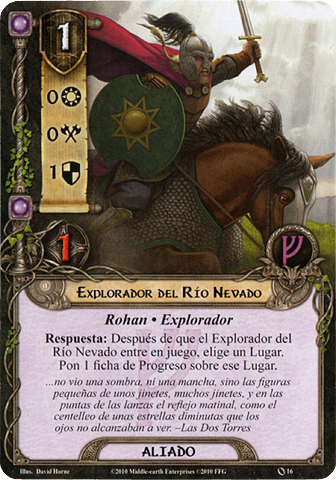 1
0
0
1
1
Explorador del Río Nevado
Rohan • Explorador
Respuesta: Después de que el Explorador del
Río Nevado entre en juego, elige un Lugar.
Pon 1 ficha de Progreso sobre ese Lugar.
...no vio una sombra, ni una mancha, sino las figuras
pequeñas de unos jinetes, muchos jinetes, y en las
puntas de las lanzas el reflejo matinal, como el
centelleo de unas estrellas diminutas que los
ojos no alcanzaban a ver. –Las Dos Torres
Illus. David Horne
ALIADO
©2010 Middle-earth Enterprises ©2010 FFG
16